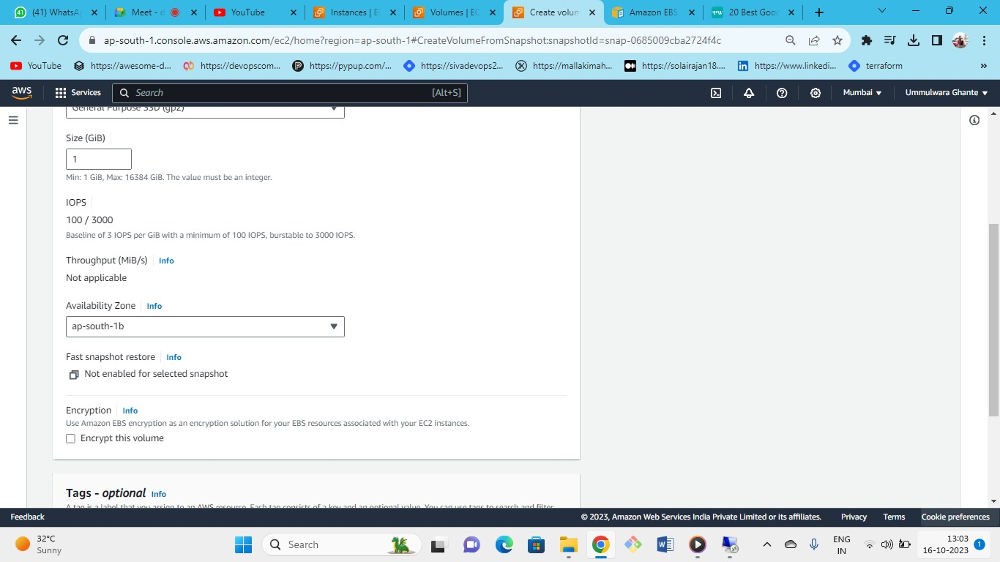 (41) WhatsA
Meet - d
YouTube
Instances | E
Volumes | EC
Create volum
Amazon EBS
PW 20 Best Goo
ap-south-1.console.aws.amazon.com/ec2/home?region=ap-south-1#CreateVolumeFromSnapshot:snapshotId=snap-0685009cba2724f4c
YouTube
https://awesome-d...
https://devopscom...
https://pypup.com/...
https://sivadevops2...
https://mallakimah...
https://solairajan18....
https://www.linkedi...
terraform
»
aws
Services
Search
[Alt+S]
Mumbai
Ummulwara Ghante
General Purpose SSD (gp2)
Size (GiB)
1
Min: 1 GiB, Max: 16384 GiB. The value must be an integer.
IOPS
100 / 3000
Baseline of 3 IOPS per GiB with a minimum of 100 IOPS, burstable to 3000 IOPS.
Throughput (MiB/s) Info
Not applicable
Availability Zone Info
ap-south-1b
Fast snapshot restore Info
Not enabled for selected snapshot
Encryption Info
Use Amazon EBS encryption as an encryption solution for your EBS resources associated with your EC2 instances.
Encrypt this volume
Tags - optional Info
A tag is a label that you assign to an AWS resource. Each tag consists of a key and an optional value. You can use tags to search and filter
Feedback
© 2023, Amazon Web Services India Private Limited or its affiliates.
Privacy
Terms
Cookie preferences
32°C
Sunny
Search
ENG
IN
13:03
16-10-2023
1